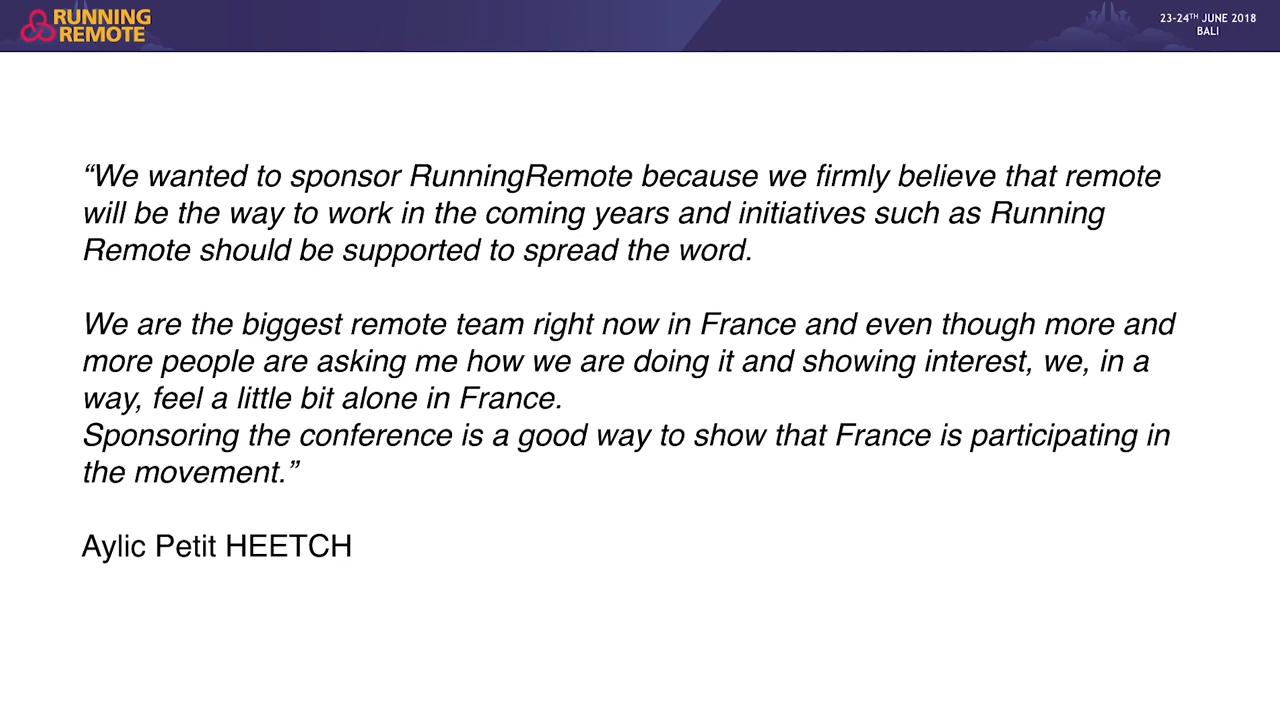 RUNNING
REMOTE
23-24TH JUNE 2018
BALI
“We wanted to sponsor RunningRemote because we firmly believe that remote
will be the way to work in the coming years and initiatives such as Running
Remote should be supported to spread the word.
We are the biggest remote team right now in France and even though more and
more people are asking me how we are doing it and showing interest, we, in a
way, feel a little bit alone in France.
Sponsoring the conference is a good way to show that France is participating in
the movement.”
Aylic Petit HEETCH